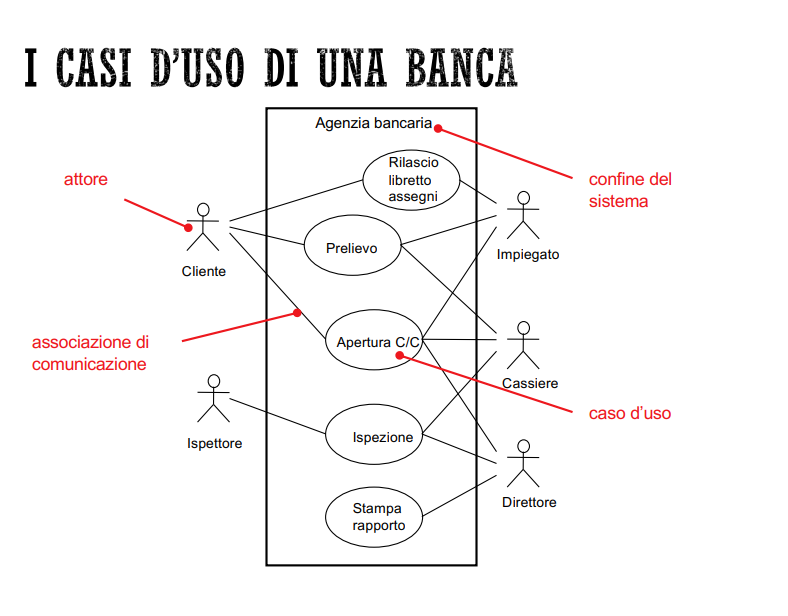 I CASI D'USO DI UNA BANCA
Agenzia bancaria
attore
Rilascio
libretto
assegni
confine del
sistema
Cliente
Prelievo
Impiegato
associazione di
comunicazione
Apertura C/C
Cassiere
caso d'uso
Ispettore
Ispezione
Direttore
Stampa
rapporto